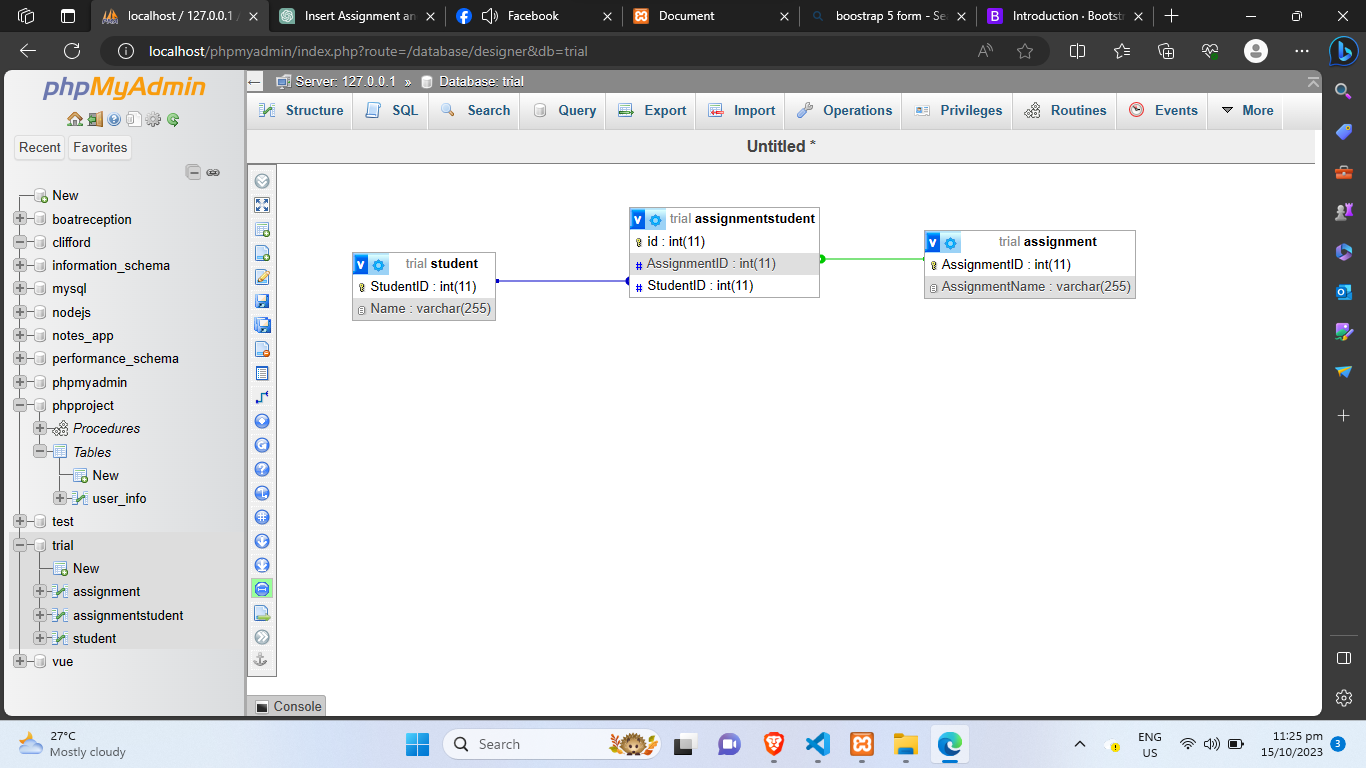 localhost / 127.0.0.1 /
Insert Assignment an
Facebook
Document
boostrap 5 form - Se
Introduction · Bootst
localhost/phpmyadmin/index.php?route=/database/designer&db=trial
phpMyAdmin
Recent
Favorites
New
boatreception
clifford
information_schema
mysql
nodejs
notes_app
performance_schema
phpmyadmin
phpproject
Procedures
Tables
New
user_info
test
trial
New
assignment
assignmentstudent
student
vue
Server: 127.0.0.1 » Database: trial
Structure
SQL
Search
Query
Export
Import
Operations
Privileges
Routines
Events
More
Untitled *
v trial student
StudentID : int(11)
Name : varchar(255)
v trial assignmentstudent
id : int(11)
# AssignmentID : int(11)
# StudentID : int(11)
v trial assignment
AssignmentID : int(11)
AssignmentName : varchar(255)
Console
27°C
Mostly cloudy
Search
ENG
US
11:25 pm
15/10/2023
3